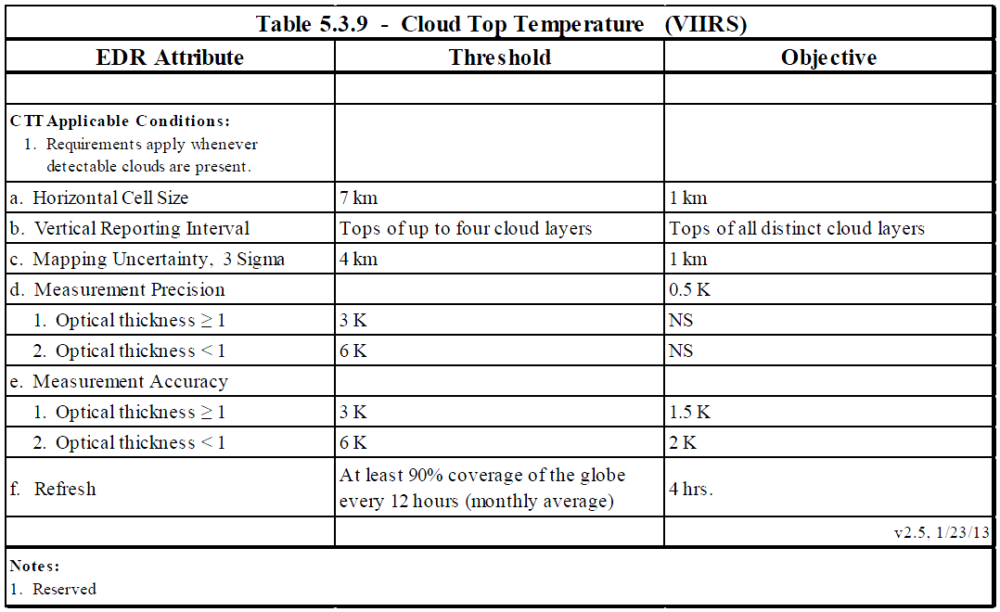 Table 5.3.9 - Cloud Top Temperature (VIIRS)
EDR Attribute Threshold Objective
CTT Applicable Conditions:
1. Requirements apply whenever
detectable clouds are present.
a. Horizontal Cell Size 7 km 1 km
b. Vertical Reporting Interval Tops of up to four cloud layers Tops of all distinct cloud layers
c. Mapping Uncertainty, 3 Sigma 4 km 1 km
d. Measurement Precision 0.5 K
1. Optical thickness ≥ 1 3 K NS
2. Optical thickness < 1 6 K NS
e. Measurement Accuracy
1. Optical thickness ≥ 1 3 K 1.5 K
2. Optical thickness < 1 6 K 2 K
f. Refresh At least 90% coverage of the globe
every 12 hours (monthly average) 4 hrs.
v2.5, 1/23/13
Notes:
1. Reserved